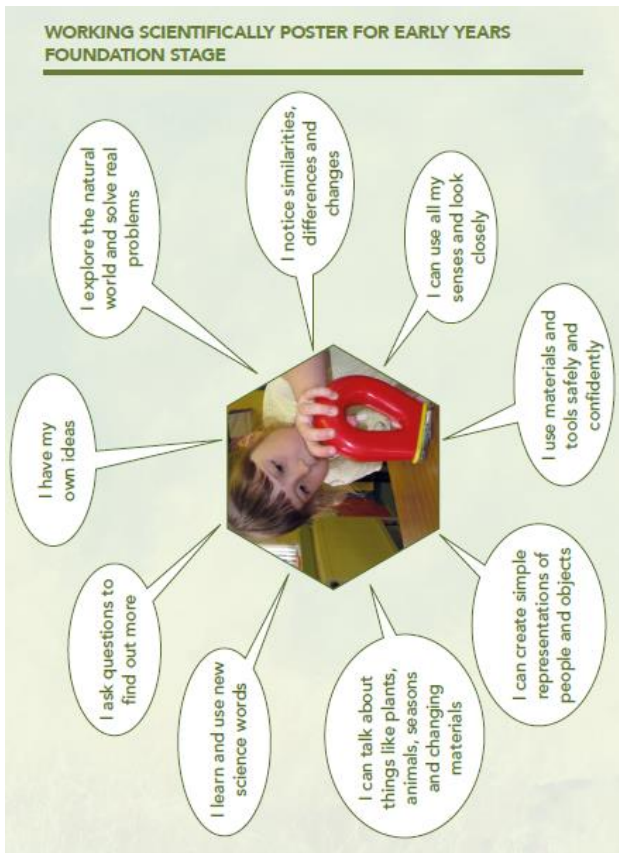 WORKING SCIENTIFICALLY POSTER FOR EARLY YEARS
FOUNDATION STAGE
I have my
own ideas
I explore the natural
world and solve real
problems
I notice similarities,
differences and
changes
I can use all my
senses and look
closely
I use materials and
tools safely and
confidently
I can create simple
representations of
people and objects
I can talk about
things like plants,
animals, seasons
and changing
materials
I learn and use new
science words
I ask questions to
find out more